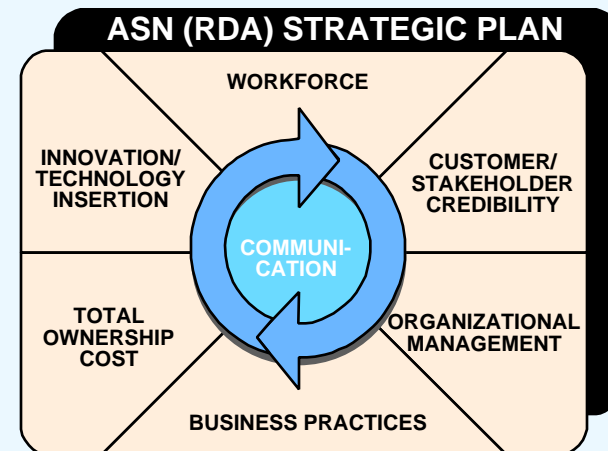 ASN (RDA) STRATEGIC PLAN
WORKFORCE
INNOVATION/
TECHNOLOGY
INSERTION
CUSTOMER/
STAKEHOLDER
CREDIBILITY
COMMUNI-
CATION
TOTAL
OWNERSHIP
COST
ORGANIZATIONAL
MANAGEMENT
BUSINESS PRACTICES